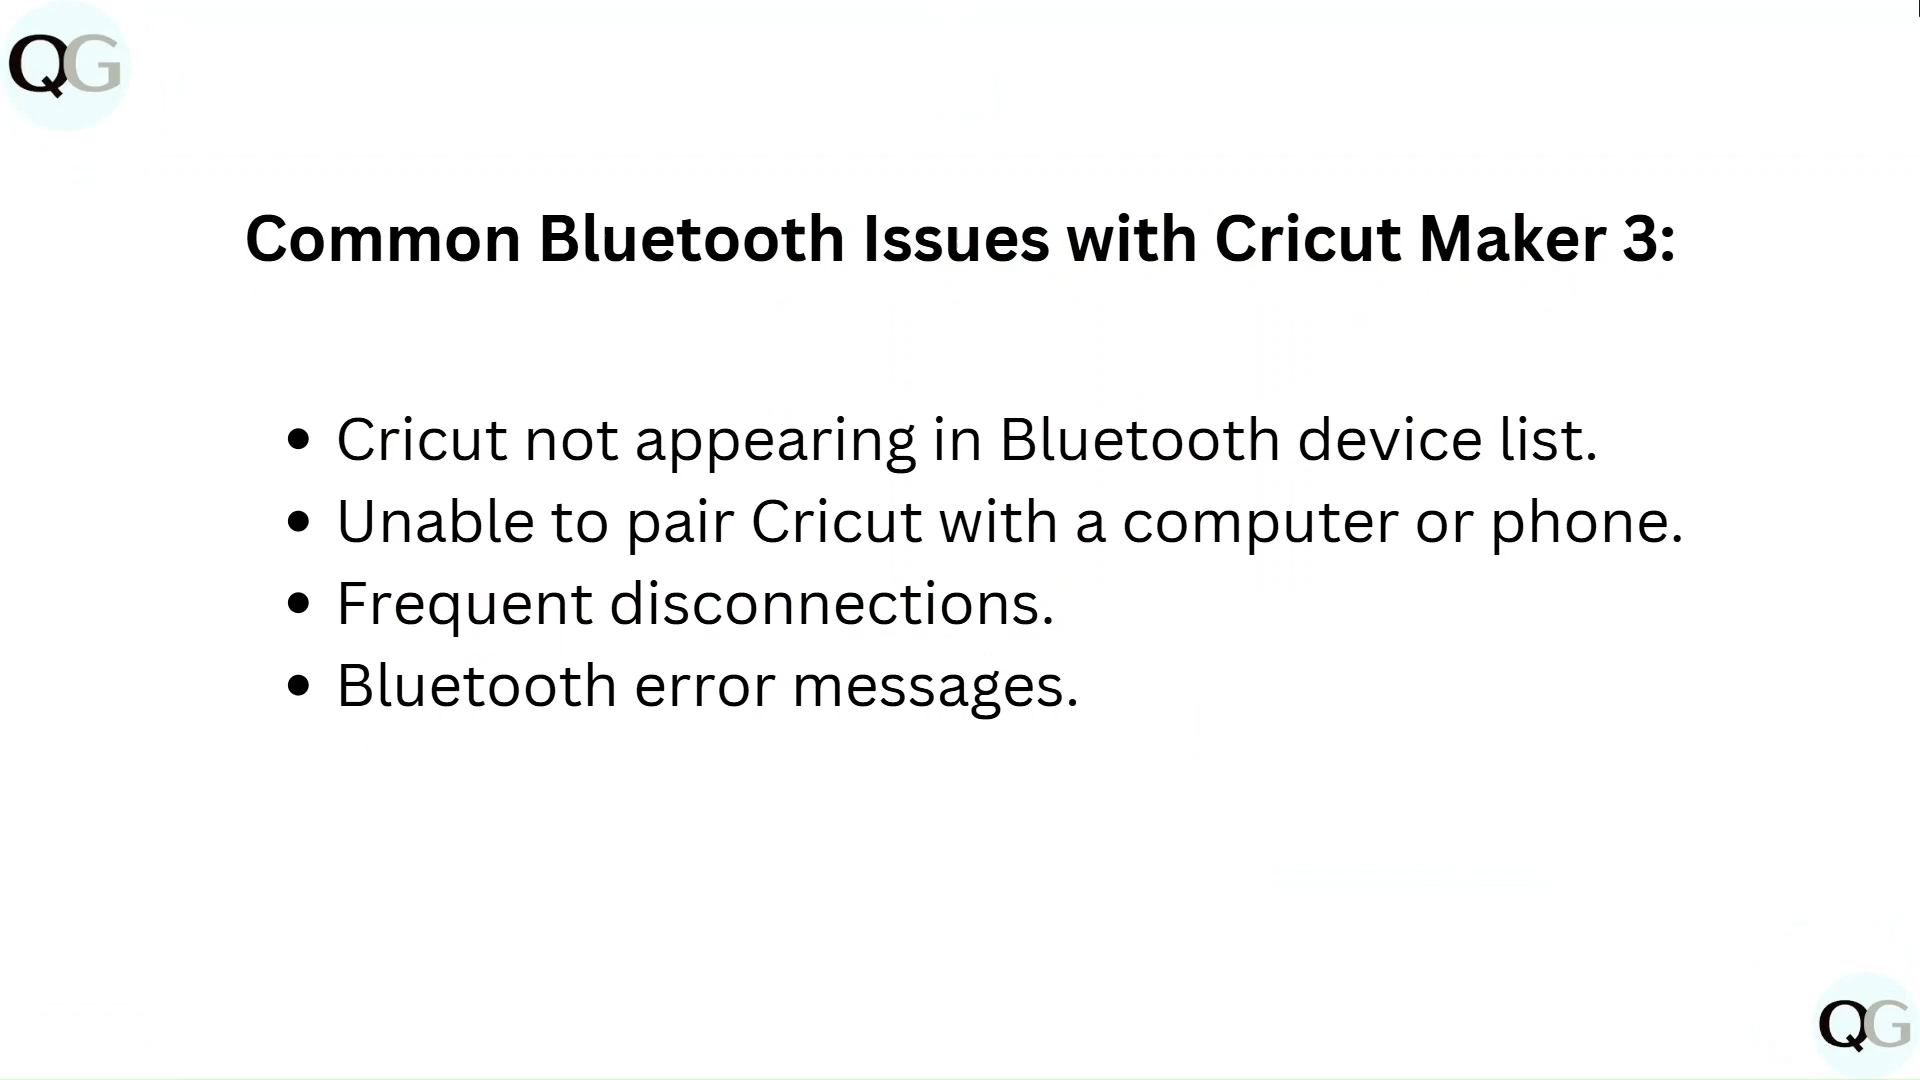 QG
Common Bluetooth Issues with Cricut Maker 3:
• Cricut not appearing in Bluetooth device list.
• Unable to pair Cricut with a computer or phone.
• Frequent disconnections.
• Bluetooth error messages.
QG